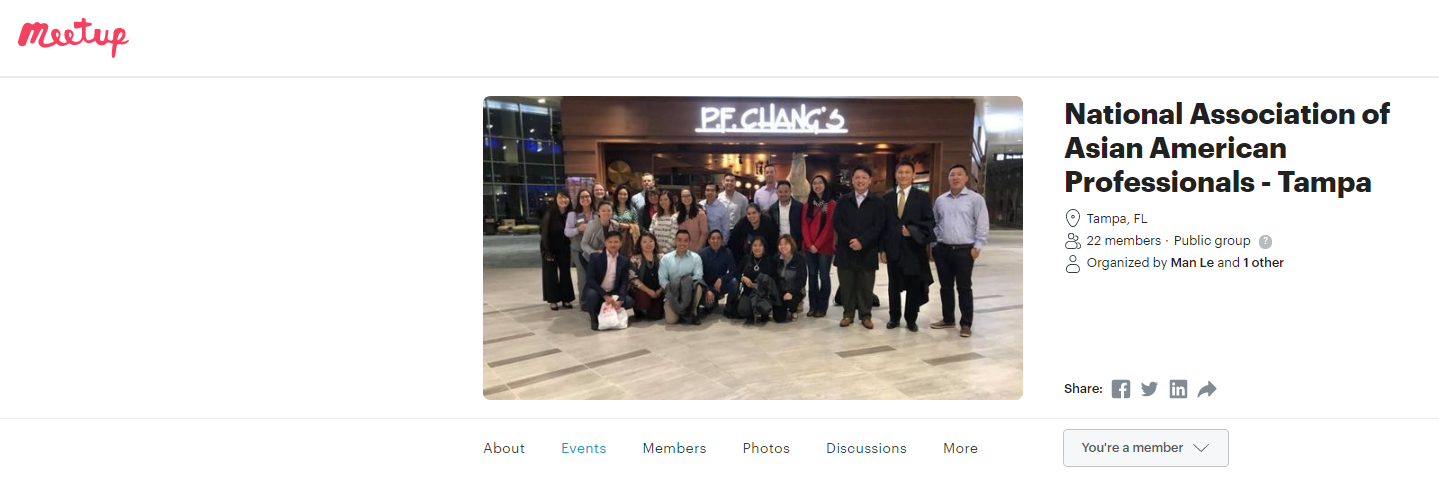 meetup
P.F. CHANG'S
National Association of
Asian American
Professionals - Tampa
Tampa, FL
22 members · Public group ?
Organized by Man Le and 1 other
Share:
About Events Members Photos Discussions More You're a member